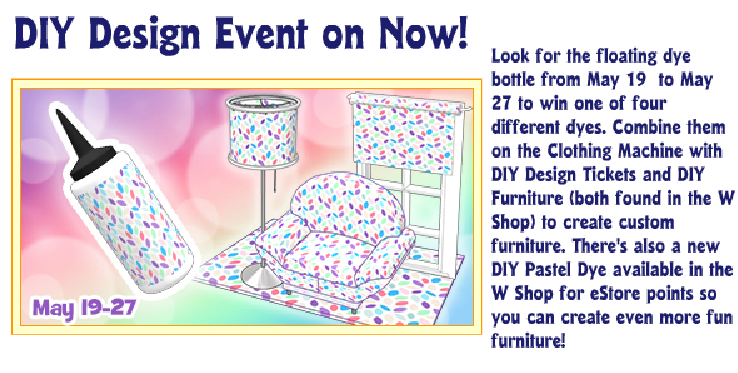 DIY Design Event on Now!
May 19-27
Look for the floating dye
bottle from May 19 to May
27 to win one of four
different dyes. Combine them
on the Clothing Machine with
DIY Design Tickets and DIY
Furniture (both found in the W
Shop) to create custom
furniture. There's also a new
DIY Pastel Dye available in the
W Shop for eStore points so
you can create even more fun
furniture!